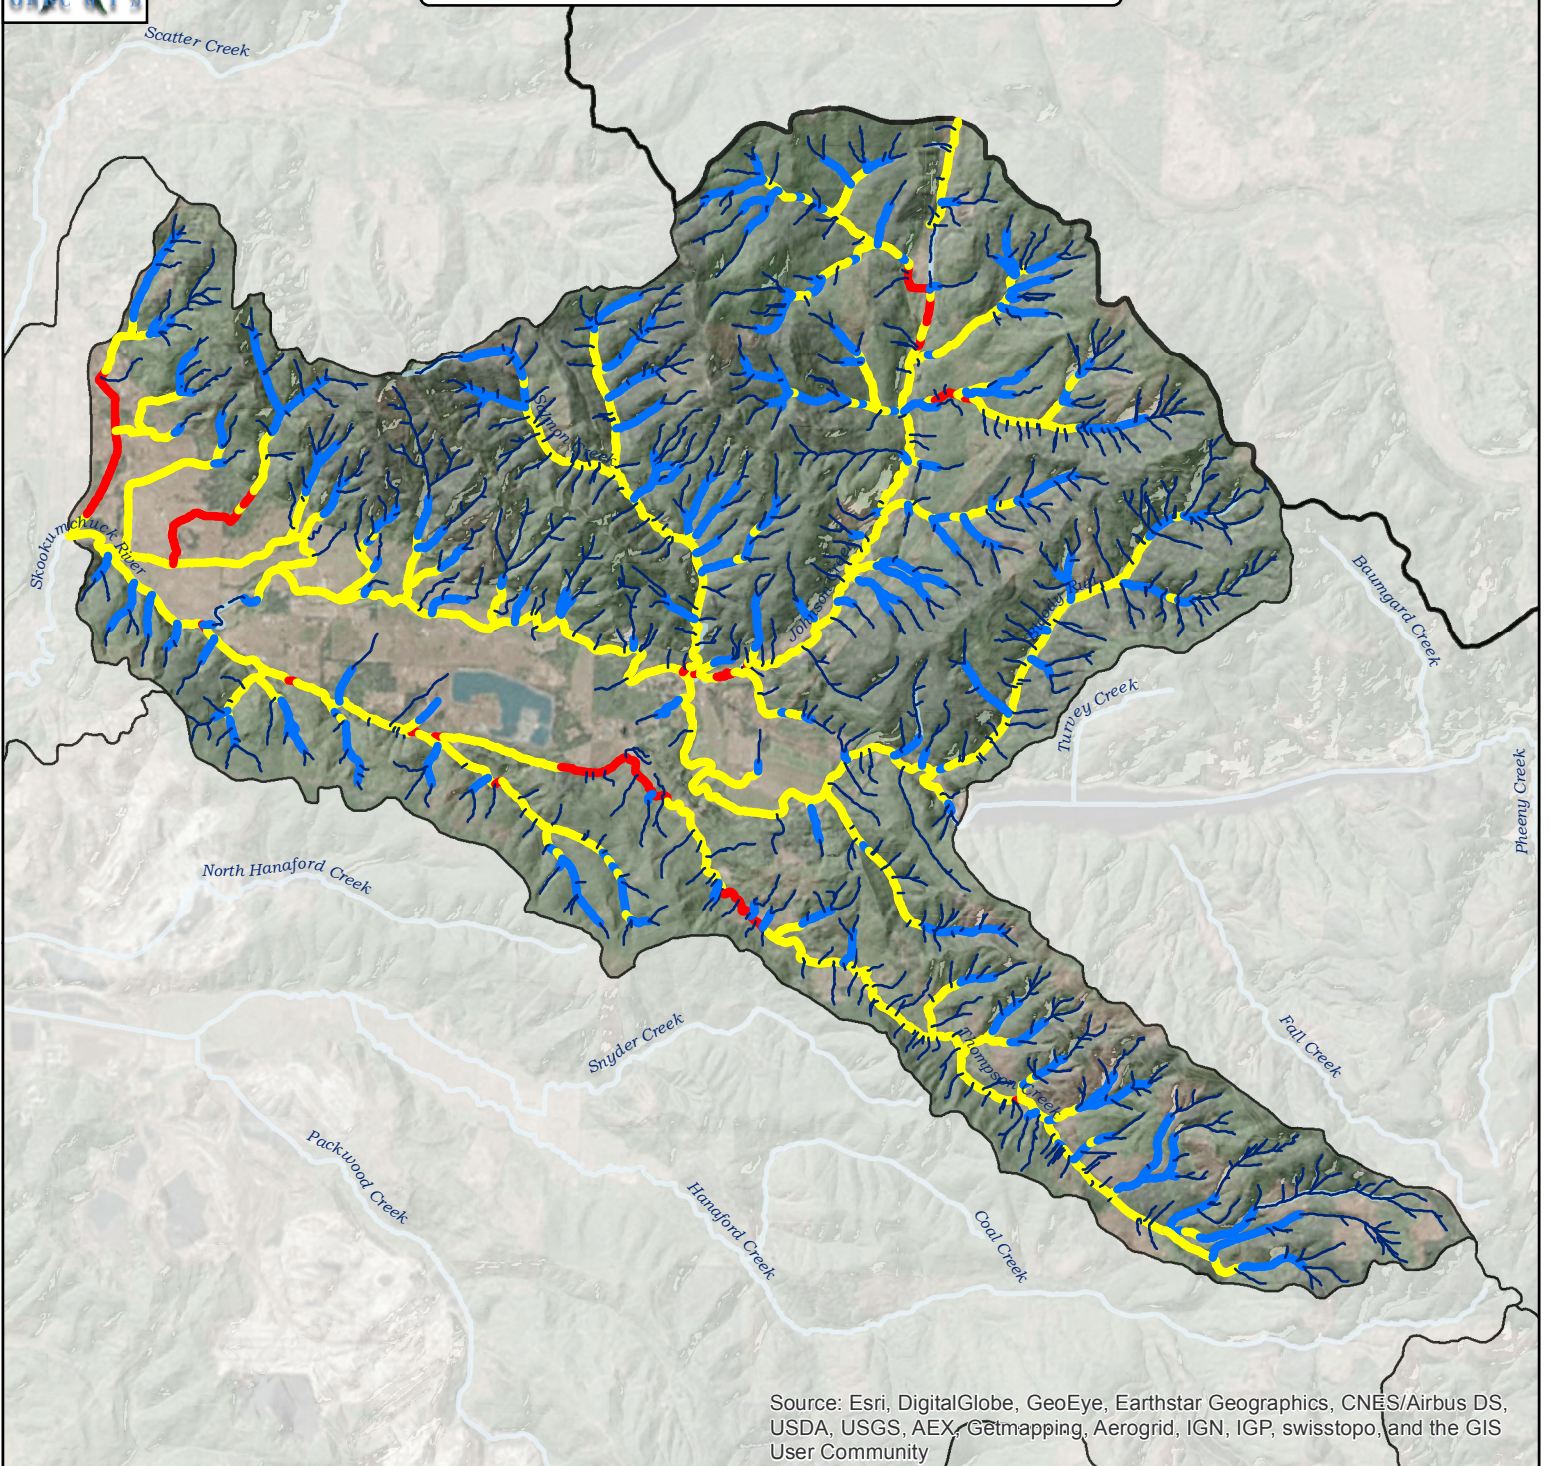 Scatter Creek
Salmon Creek
Skookumchuck River
Baumgard Creek
Turvey Creek
Pheeny Creek
North Hanaford Creek
Snyder Creek
Fall Creek
Thompson Creek
Packwood Creek
Hanaford Creek
Coal Creek
Source: Esri, DigitalGlobe, GeoEye, Earthstar Geographics, CNES/Airbus DS,
USDA, USGS, AEX, Getmapping, Aerogrid, IGN, IGP, swisstopo, and the GIS
User Community